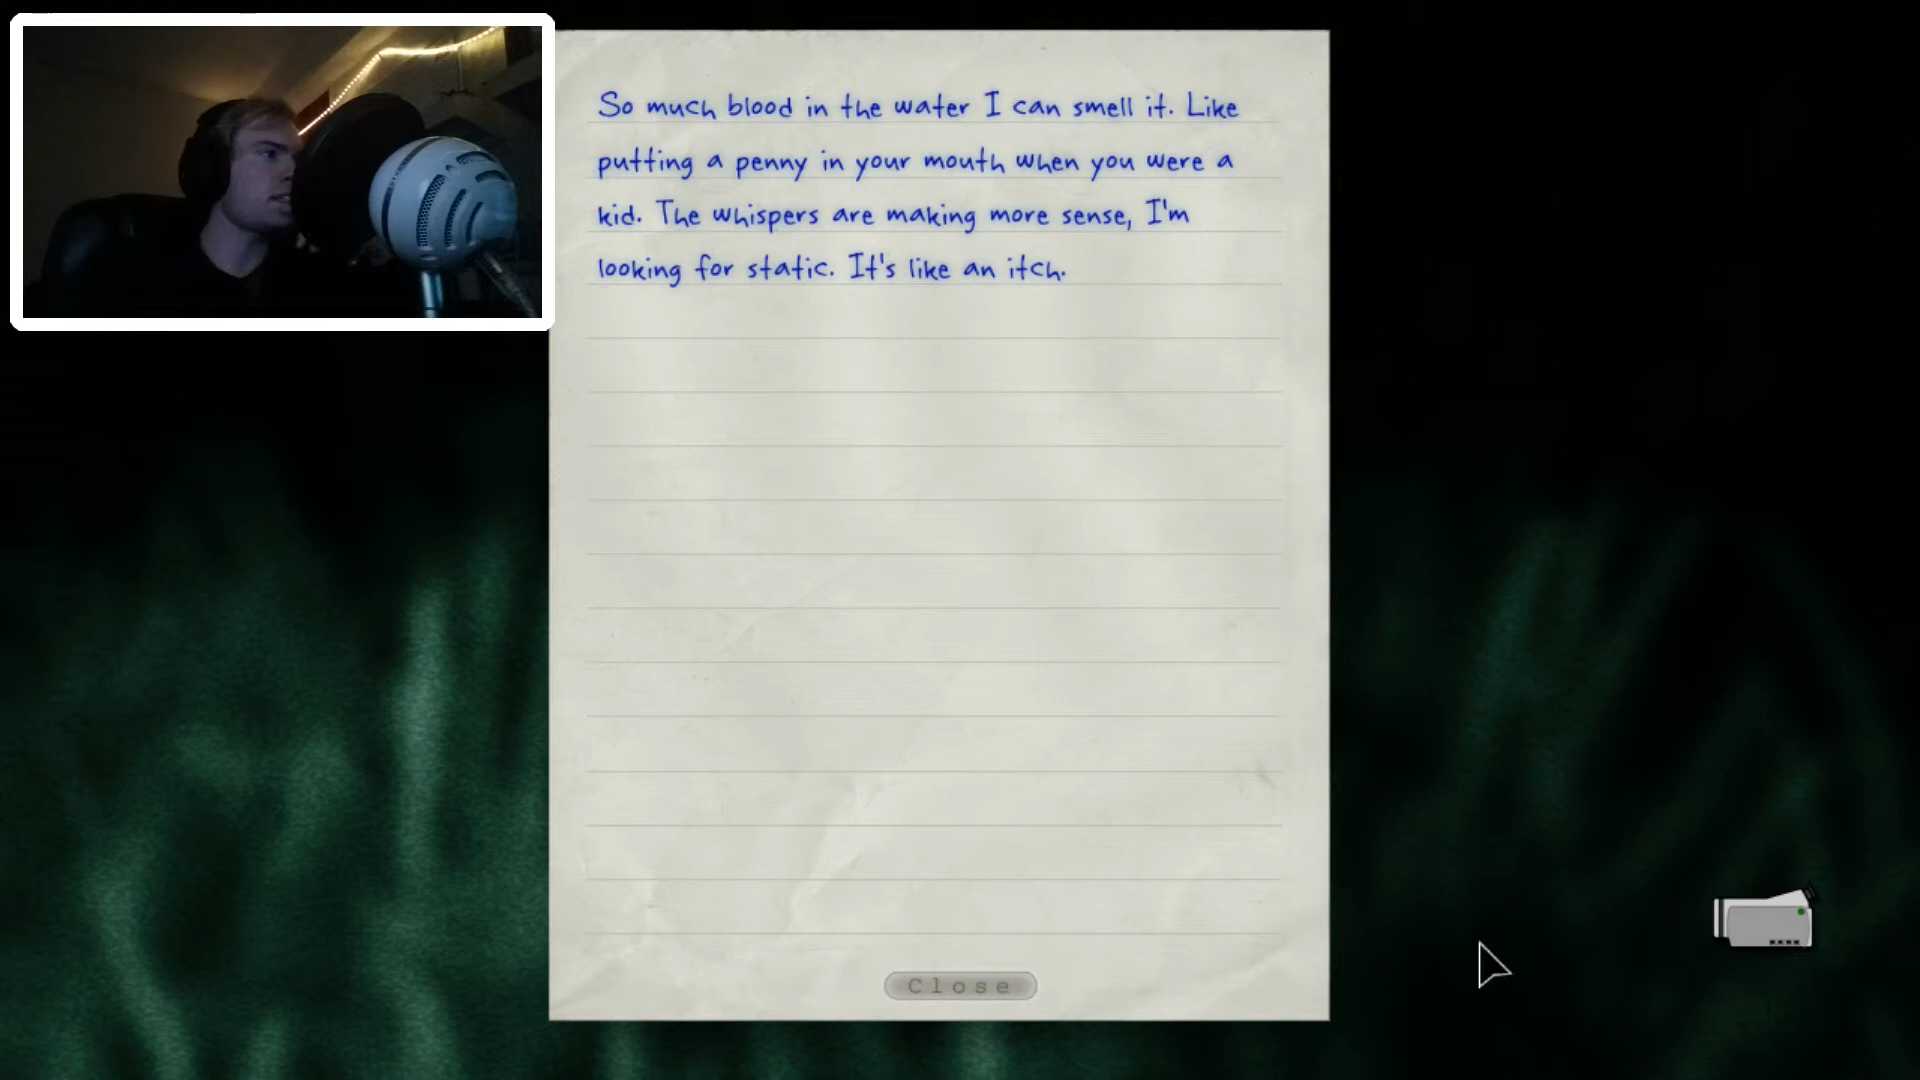 So much blood in the water I can smell it. Like
putting a penny in your mouth when you were a
kid. The whispers are making more sense, I'm
looking for static. It's like an itch.
Close